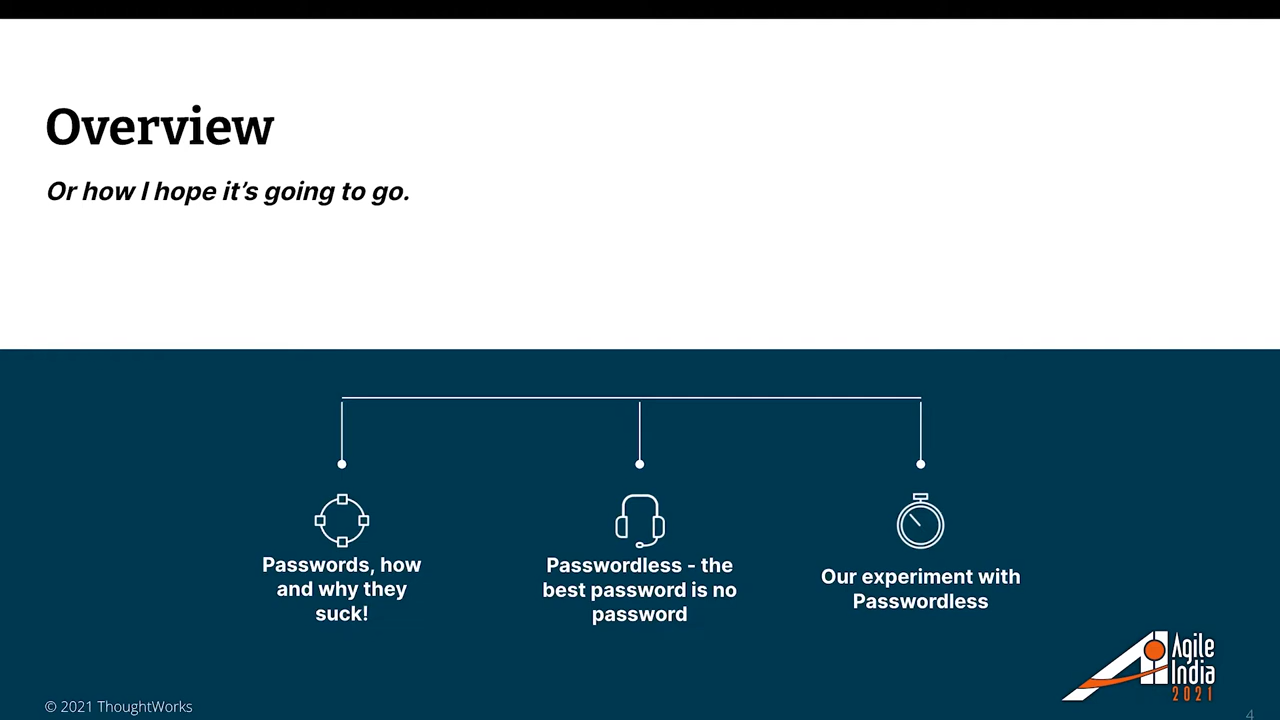 Overview
Or how I hope it's going to go.
Passwords, how
and why they
suck!
Passwordless - the
best password is no
password
Our experiment with
Passwordless
Agile
India
2021
© 2021 ThoughtWorks
4